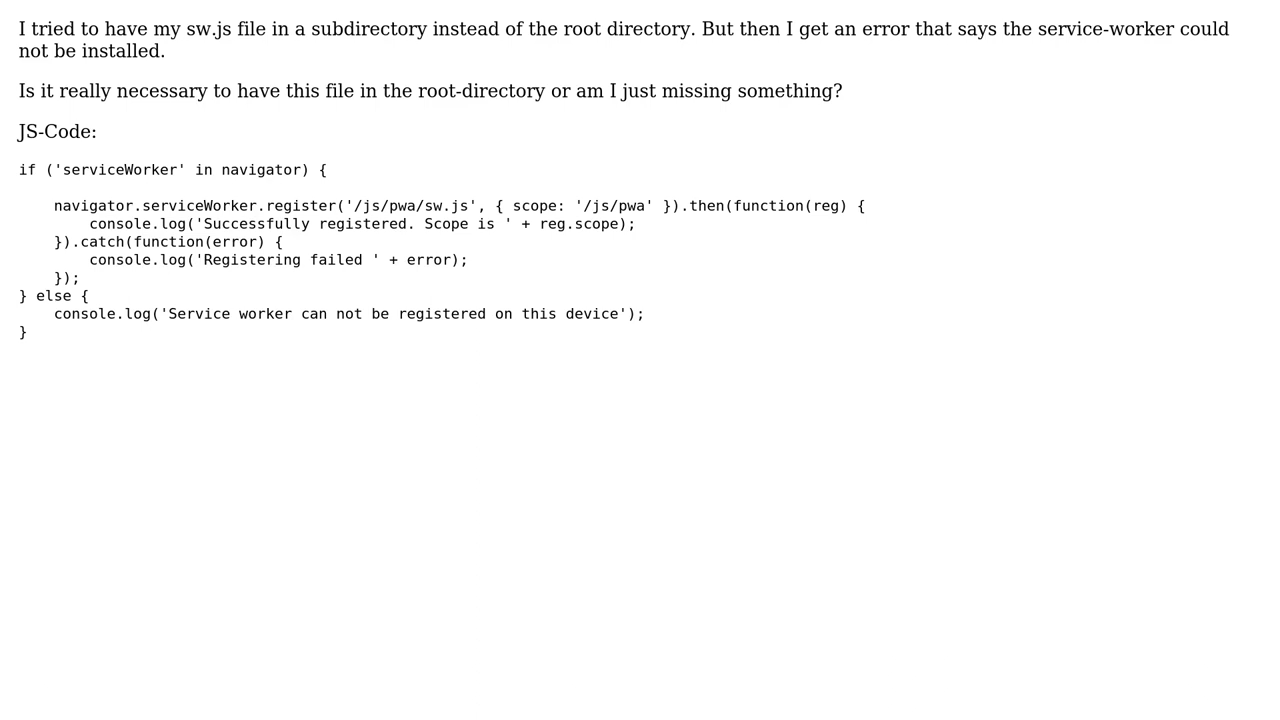 I tried to have my sw.js file in a subdirectory instead of the root directory. But then I get an error that says the service-worker could
not be installed.
Is it really necessary to have this file in the root-directory or am I just missing something?
JS-Code:
if ('serviceWorker' in navigator) {
    navigator.serviceWorker.register('/js/pwa/sw.js', { scope: '/js/pwa' }).then(function(reg) {
        console.log('Successfully registered. Scope is ' + reg.scope);
    }).catch(function(error) {
        console.log('Registering failed ' + error);
    });
} else {
    console.log('Service worker can not be registered on this device');
}